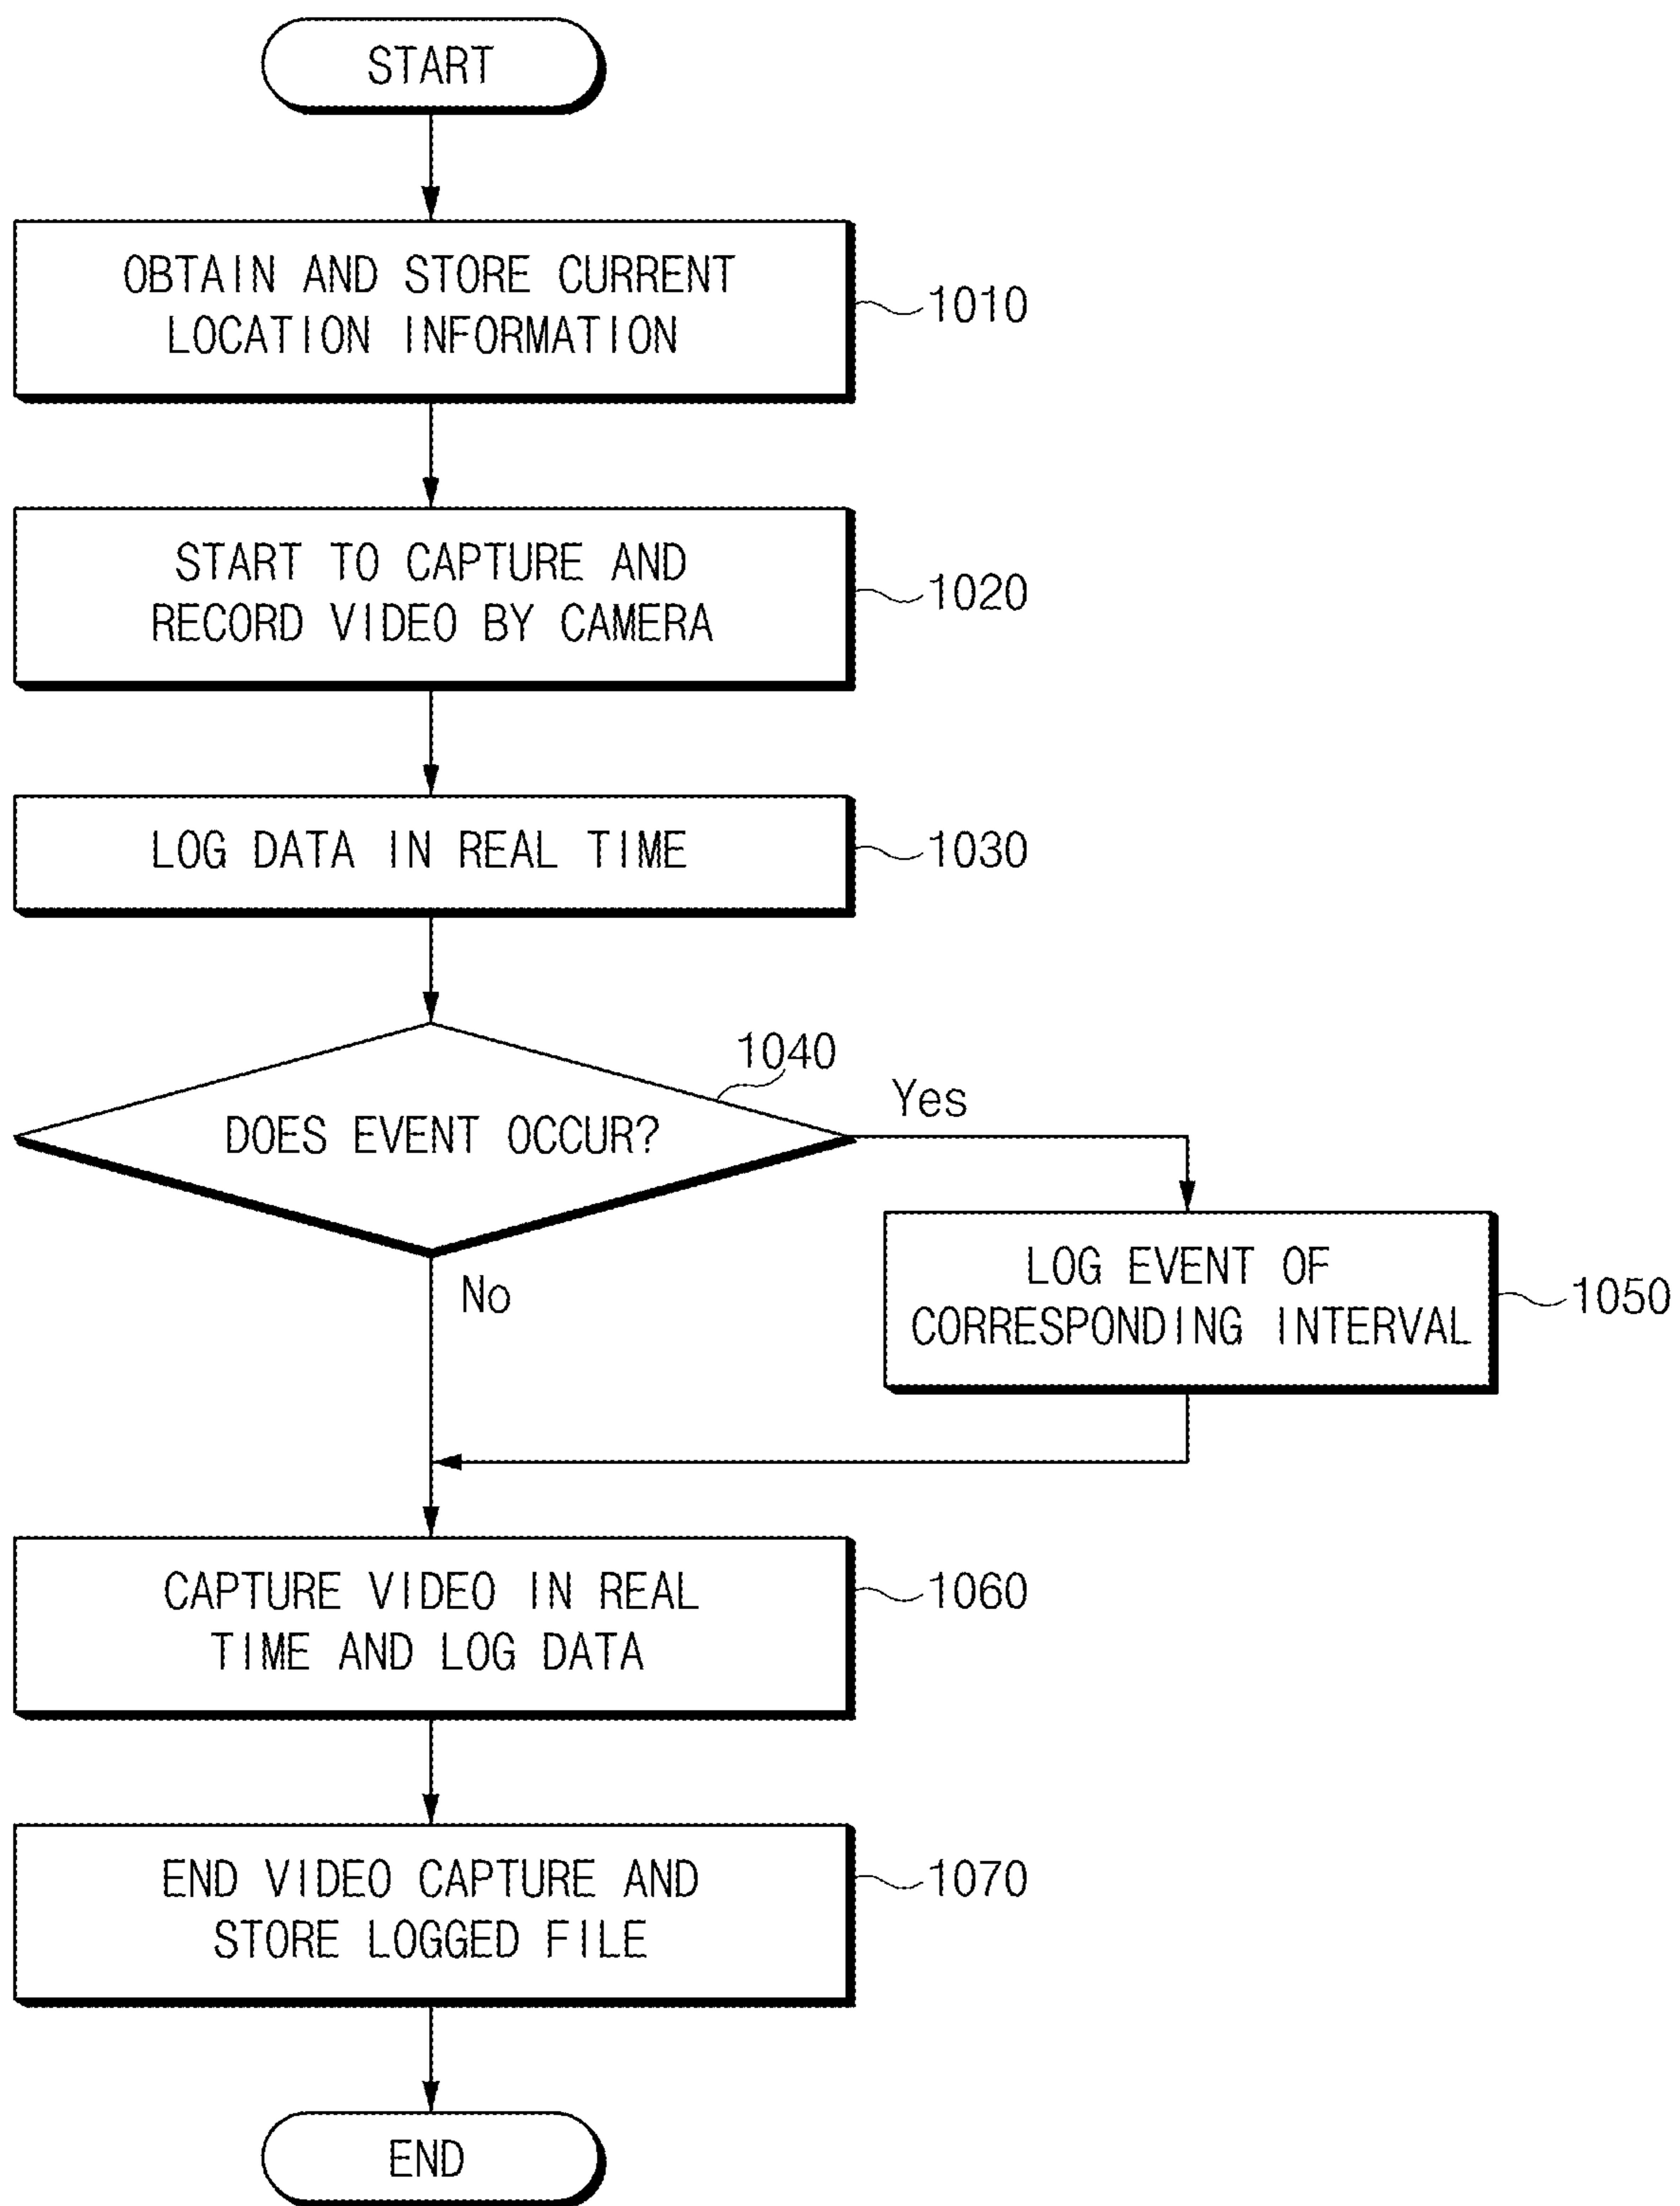 START
OBTAIN AND STORE CURRENT
LOCATION INFORMATION
1010
START TO CAPTURE AND
RECORD VIDEO BY CAMERA
1020
LOG DATA IN REAL TIME
1030
1040
DOES EVENT OCCUR?
Yes
No
LOG EVENT OF
CORRESPONDING INTERVAL
1050
CAPTURE VIDEO IN REAL
TIME AND LOG DATA
1060
END VIDEO CAPTURE AND
STORE LOGGED FILE
1070
END